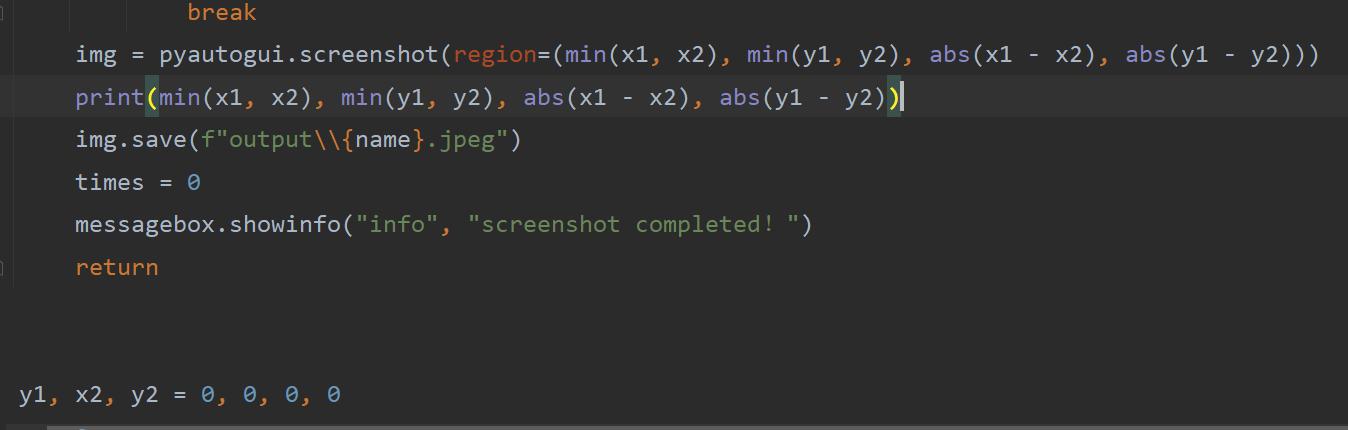 break
img = pyautogui.screenshot(region=(min(x1, x2), min(y1, y2), abs(x1 - x2), abs(y1 - y2)))
print(min(x1, x2), min(y1, y2), abs(x1 - x2), abs(y1 - y2))
img.save(f"output\\{name}.jpeg")
times = 0
messagebox.showinfo("info", "screenshot completed！")
return
y1, x2, y2 = 0, 0, 0, 0